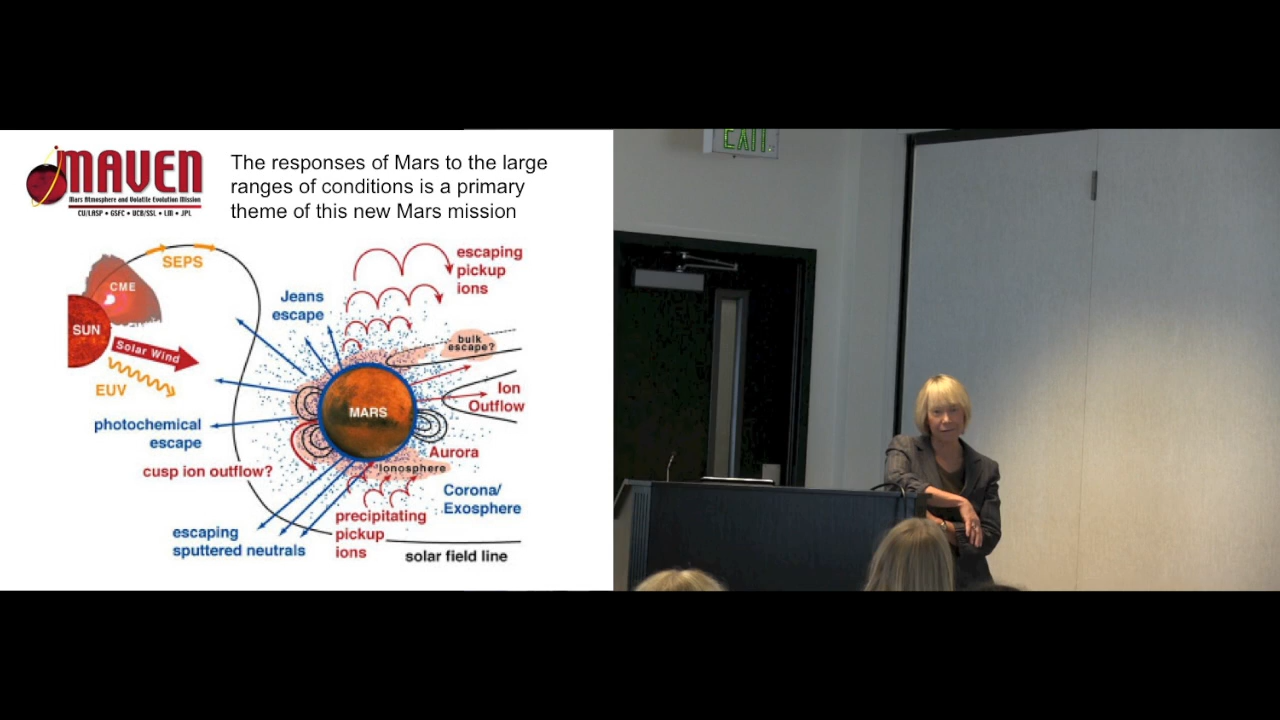 MAVEN
Mars Atmosphere and Volatile Evolution Mission
CU/LASP • GSFC • UCB/SSL • LM • JPL
The responses of Mars to the large
ranges of conditions is a primary
theme of this new Mars mission
SEPS
CME
SUN
Solar Wind
EUV
Jeans
escape
escaping
pickup
ions
bulk
escape?
Ion
Outflow
MARS
photochemical
escape
cusp ion outflow?
Aurora
Ionosphere
Corona/
Exosphere
precipitating
pickup
ions
escaping
sputtered neutrals
solar field line
EXIT